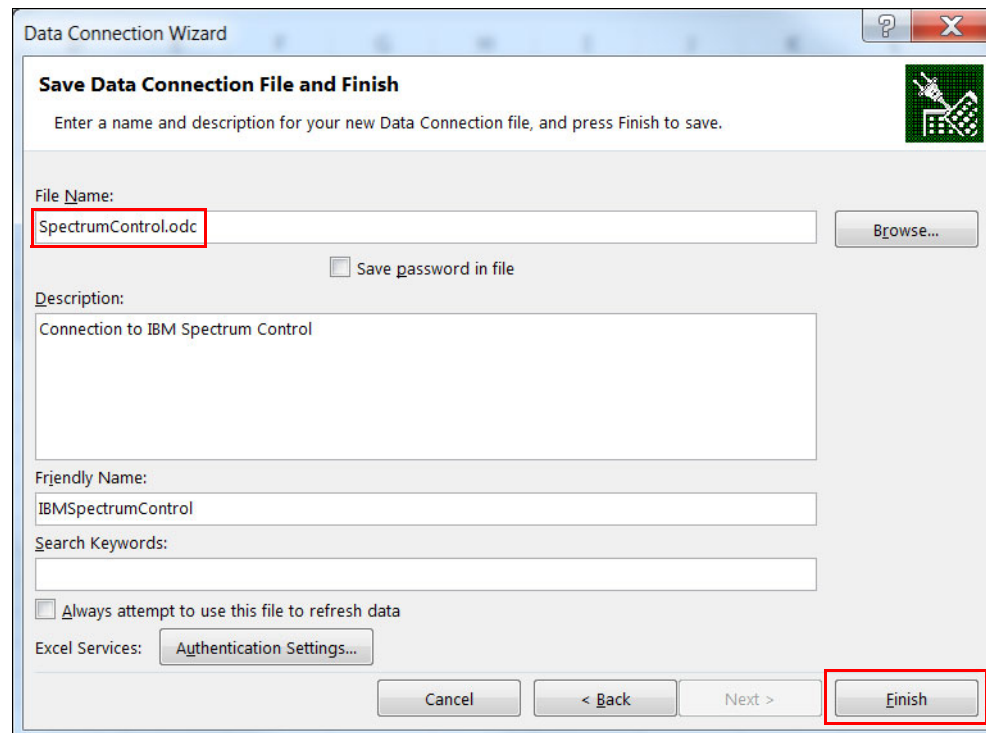 Data Connection Wizard
Save Data Connection File and Finish
Enter a name and description for your new Data Connection file, and press Finish to save.
File Name:
SpectrumControl.odc
Browse...
Save password in file
Description:
Connection to IBM Spectrum Control
Friendly Name:
IBMSpectrumControl
Search Keywords:
Always attempt to use this file to refresh data
Excel Services: Authentication Settings...
Cancel < Back Next > Finish